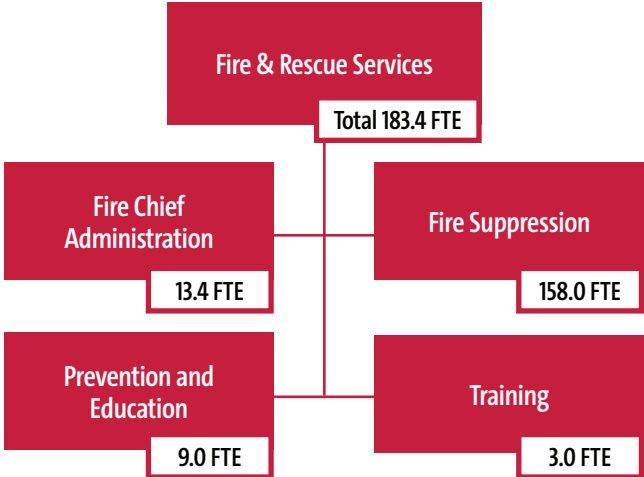 Fire & Rescue Services
Total 183.4 FTE
Fire Chief
Administration
13.4 FTE
Fire Suppression
158.0 FTE
Prevention and
Education
9.0 FTE
Training
3.0 FTE